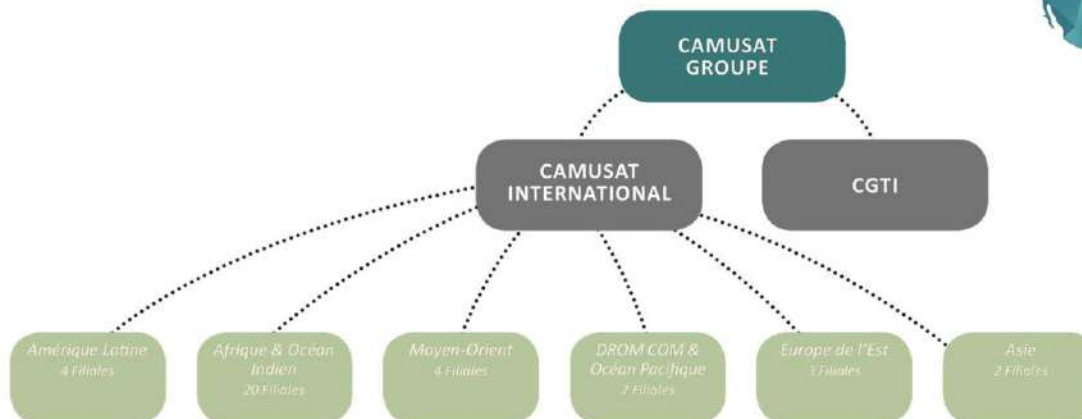 CAMUSAT
GROUPE
CAMUSAT
INTERNATIONAL
CGTI
Amérique Latine
4 Filiales
Afrique & Océan
Indien
20 Filiales
Moyen-Orient
4 Filiales
DROM COM &
Océan Pacifique
7 Filiales
Europe de l'Est
3 Filiales
Asie
2 Filiales